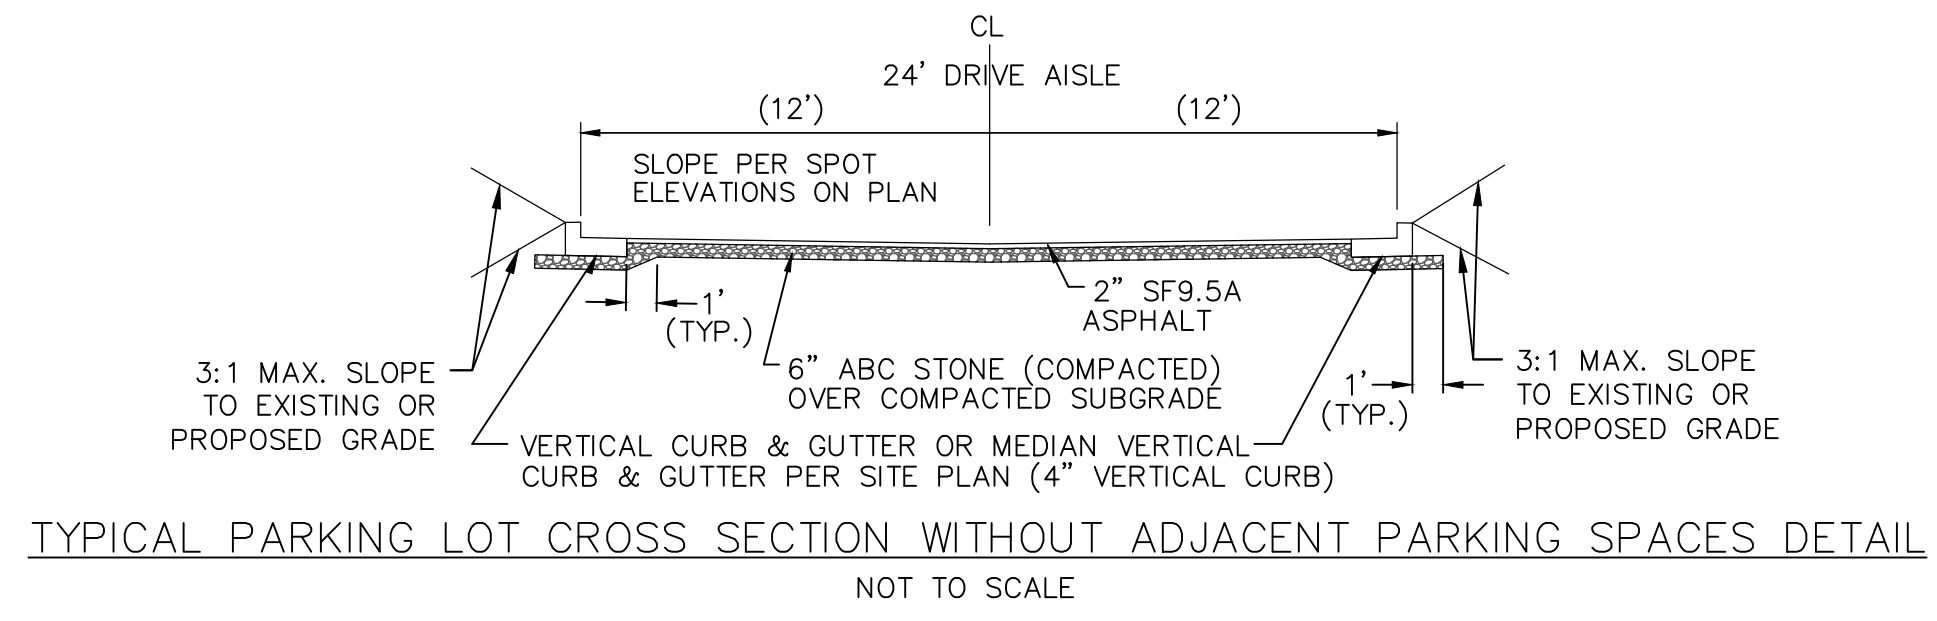 CL
24' DRIVE AISLE
(12') (12')
SLOPE PER SPOT
ELEVATIONS ON PLAN
1'
(TYP.)
2” SF9.5A
ASPHALT
3:1 MAX. SLOPE
TO EXISTING OR
PROPOSED GRADE
6” ABC STONE (COMPACTED)
OVER COMPACTED SUBGRADE
1'
(TYP.)
3:1 MAX. SLOPE
TO EXISTING OR
PROPOSED GRADE
VERTICAL CURB & GUTTER OR MEDIAN VERTICAL
CURB & GUTTER PER SITE PLAN (4” VERTICAL CURB)
TYPICAL PARKING LOT CROSS SECTION WITHOUT ADJACENT PARKING SPACES DETAIL
NOT TO SCALE